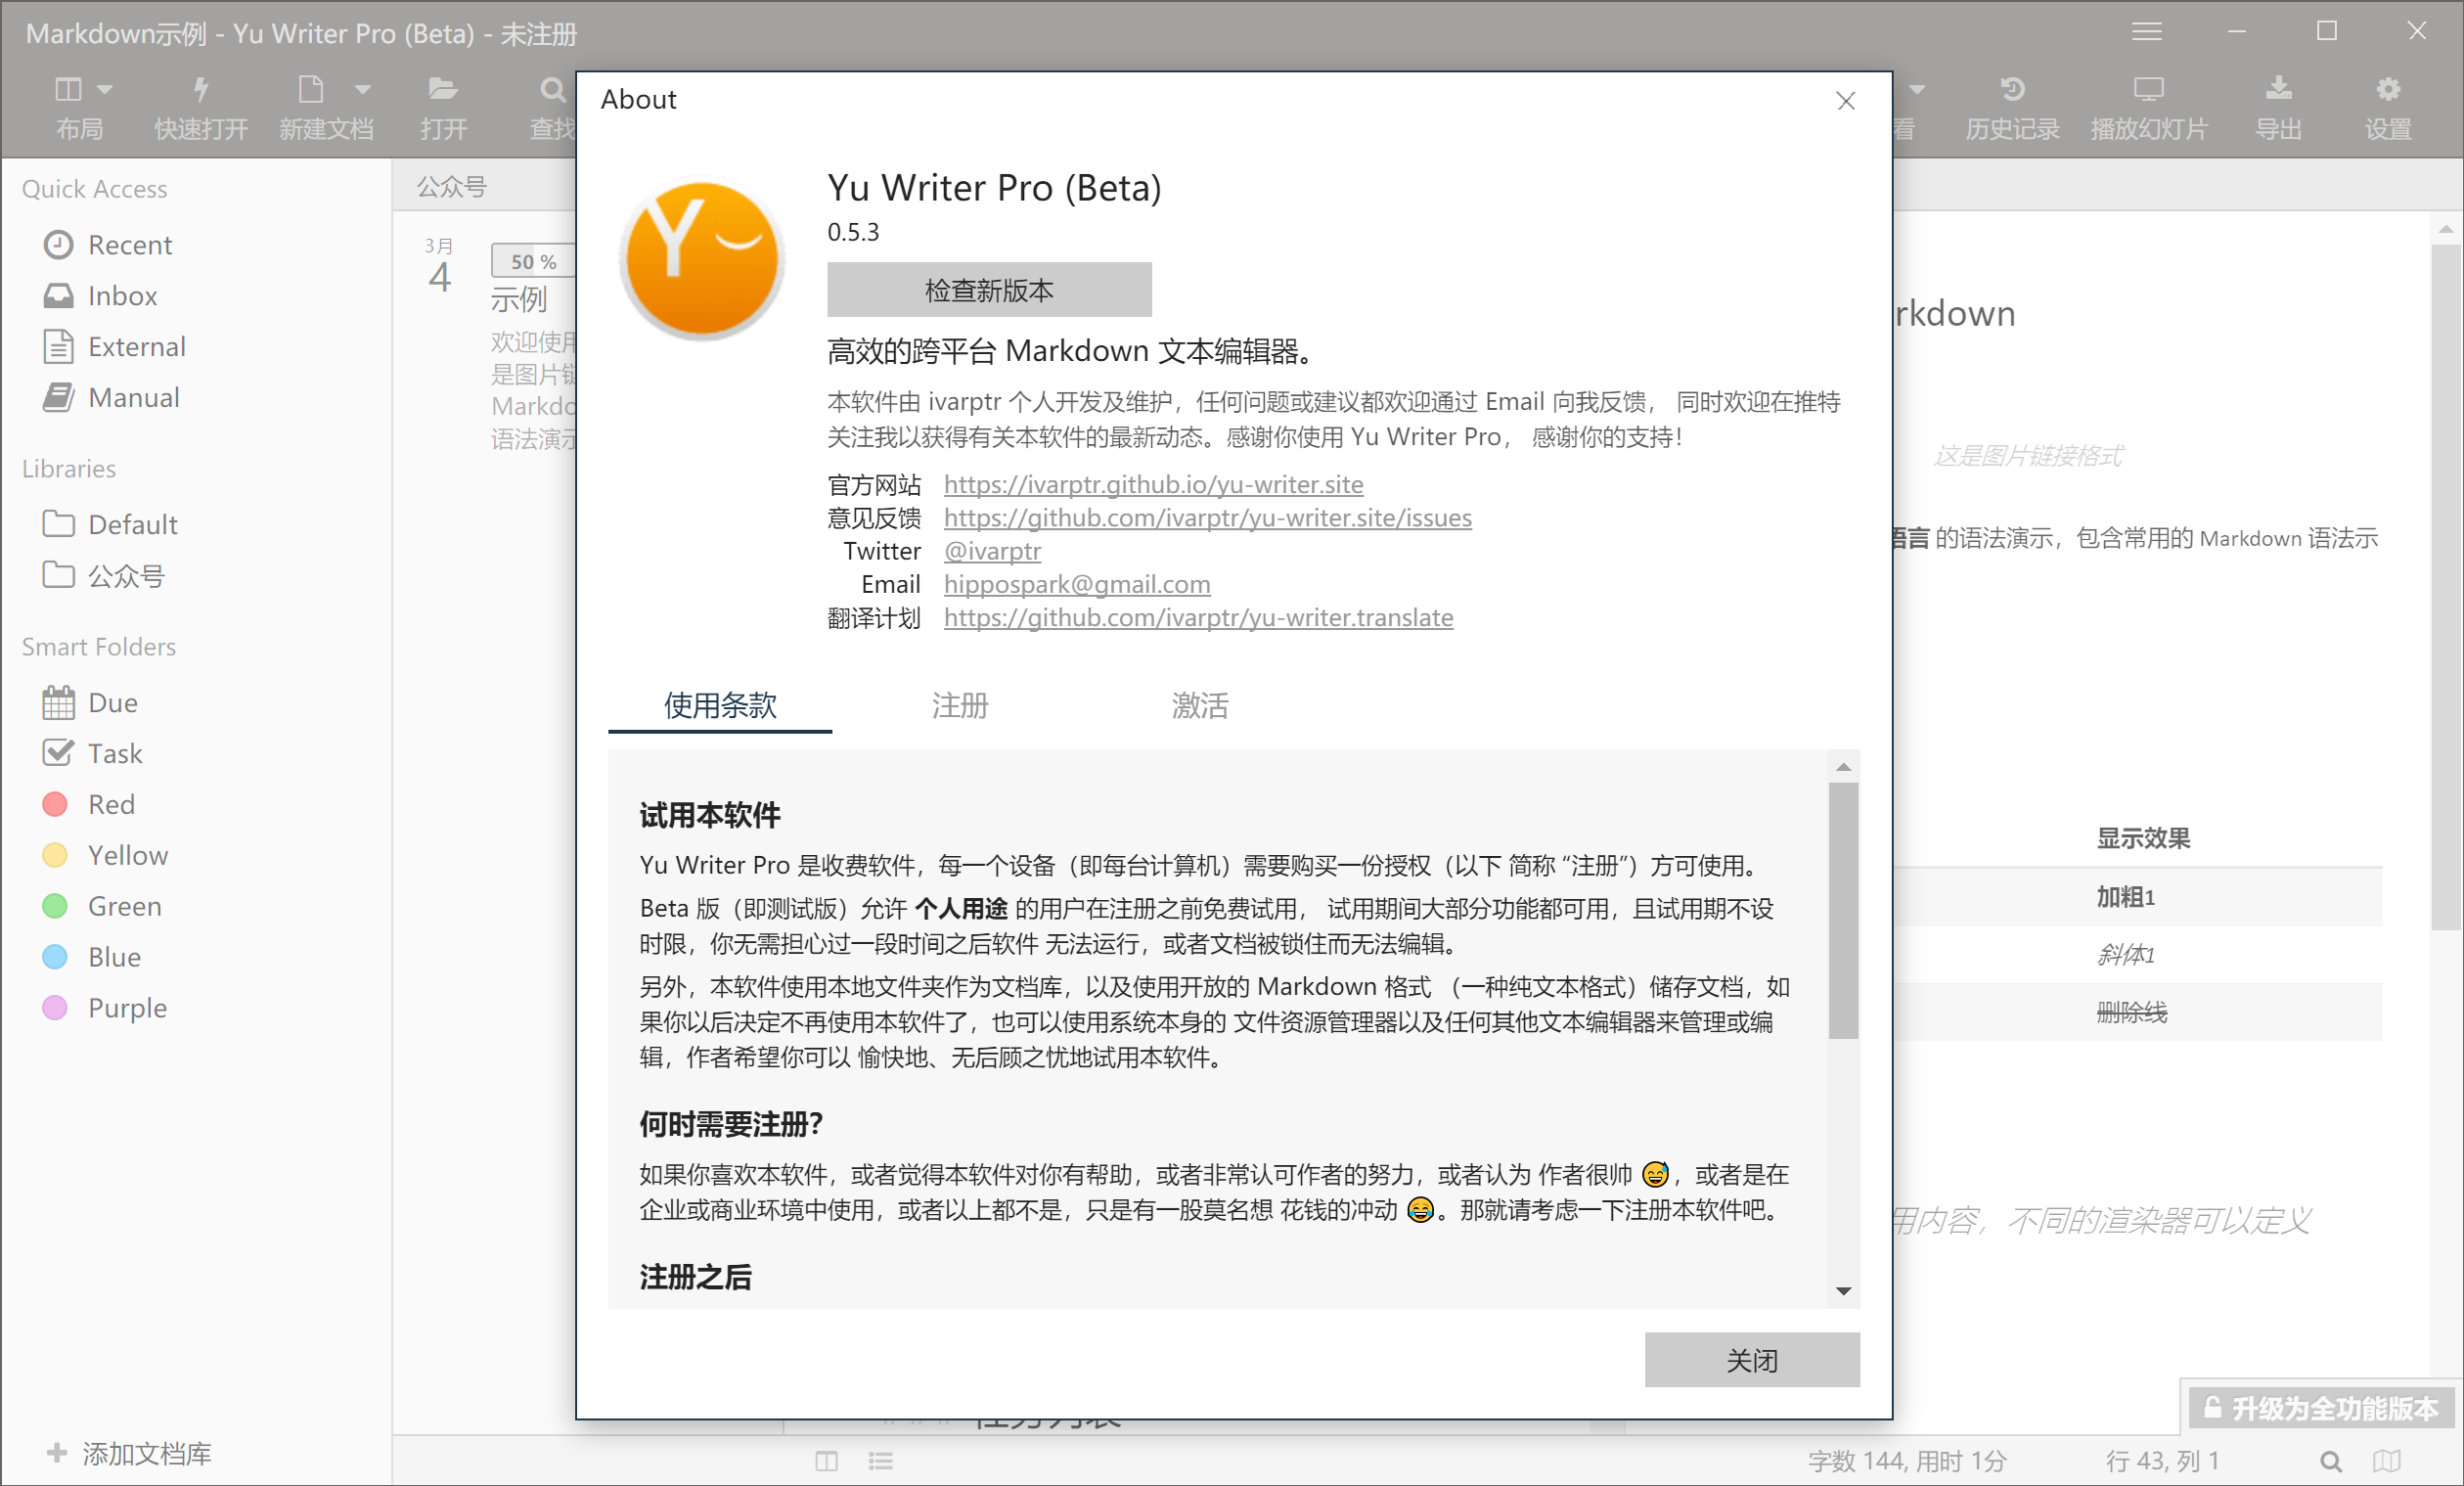 Markdown示例 - Yu Writer Pro (Beta) - 未注册
布局
快速打开
新建文档
打开
查找
看
历史记录
播放幻灯片
导出
设置
Quick Access
Recent
Inbox
External
Manual
Libraries
Default
公众号
Smart Folders
Due
Task
Red
Yellow
Green
Blue
Purple
添加文档库
公众号
3月
4
50 %
示例
欢迎使用
是图片链
Markdo
语法演示
About
Yu Writer Pro (Beta)
0.5.3
检查新版本
高效的跨平台 Markdown 文本编辑器。
本软件由 ivarptr 个人开发及维护，任何问题或建议都欢迎通过 Email 向我反馈， 同时欢迎在推特
关注我以获得有关本软件的最新动态。感谢你使用 Yu Writer Pro， 感谢你的支持！
官方网站 https://ivarptr.github.io/yu-writer.site
意见反馈 https://github.com/ivarptr/yu-writer.site/issues
Twitter @ivarptr
Email hippospark@gmail.com
翻译计划 https://github.com/ivarptr/yu-writer.translate
使用条款
注册
激活
试用本软件
Yu Writer Pro 是收费软件，每一个设备（即每台计算机）需要购买一份授权（以下 简称 “注册”）方可使用。
Beta 版（即测试版）允许 个人用途 的用户在注册之前免费试用， 试用期间大部分功能都可用，且试用期不设
时限，你无需担心过一段时间之后软件 无法运行，或者文档被锁住而无法编辑。
另外，本软件使用本地文件夹作为文档库，以及使用开放的 Markdown 格式 （一种纯文本格式）储存文档，如
果你以后决定不再使用本软件了，也可以使用系统本身的 文件资源管理器以及任何其他文本编辑器来管理或编
辑，作者希望你可以 愉快地、无后顾之忧地试用本软件。
何时需要注册？
如果你喜欢本软件，或者觉得本软件对你有帮助，或者非常认可作者的努力，或者认为 作者很帅 😅，或者是在
企业或商业环境中使用，或者以上都不是，只是有一股莫名想 花钱的冲动 😂。那就请考虑一下注册本软件吧。
注册之后
关闭
rkdown
这是图片链接格式
语言 的语法演示，包含常用的 Markdown 语法示
显示效果
加粗1
斜体1
删除线
用内容，不同的渲染器可以定义
升级为全功能版本
字数 144, 用时 1分
行 43, 列 1